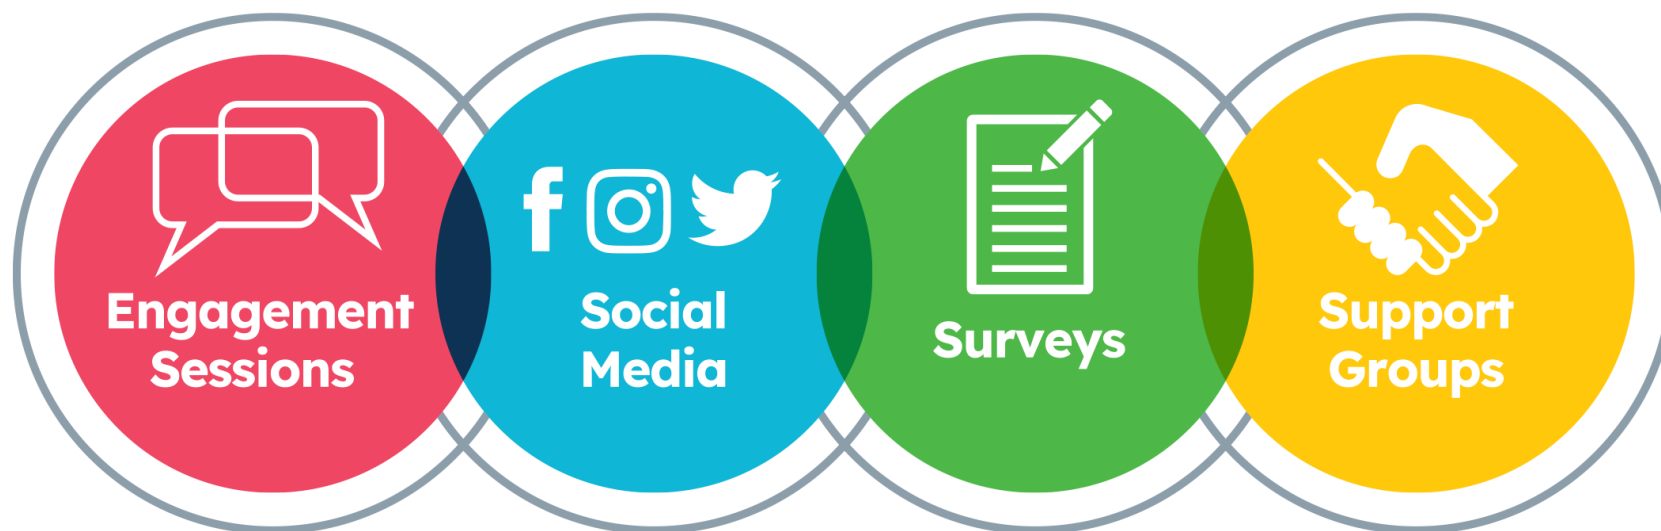 Engagement
Sessions
Social
Media
Surveys
Support
Groups